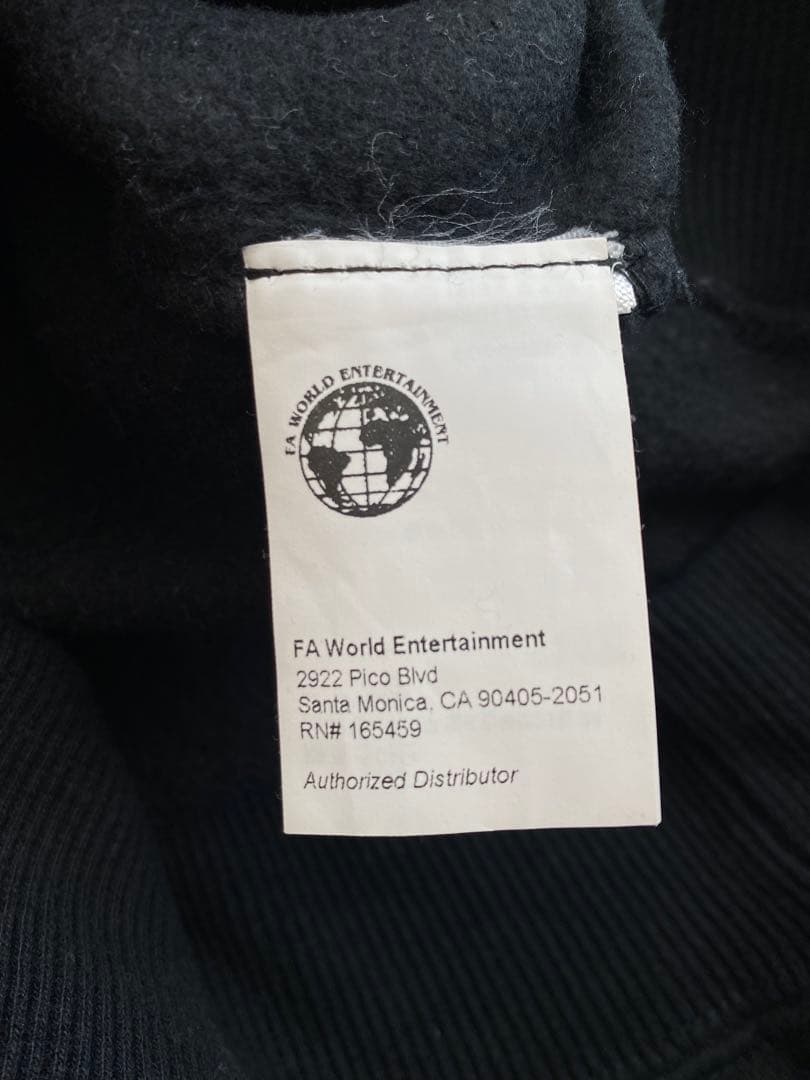 FA WORLD ENTERTAINMENT
FA World Entertainment
2922 Pico Blvd
Santa Monica, CA 90405-2051
RN# 165459
Authorized Distributor